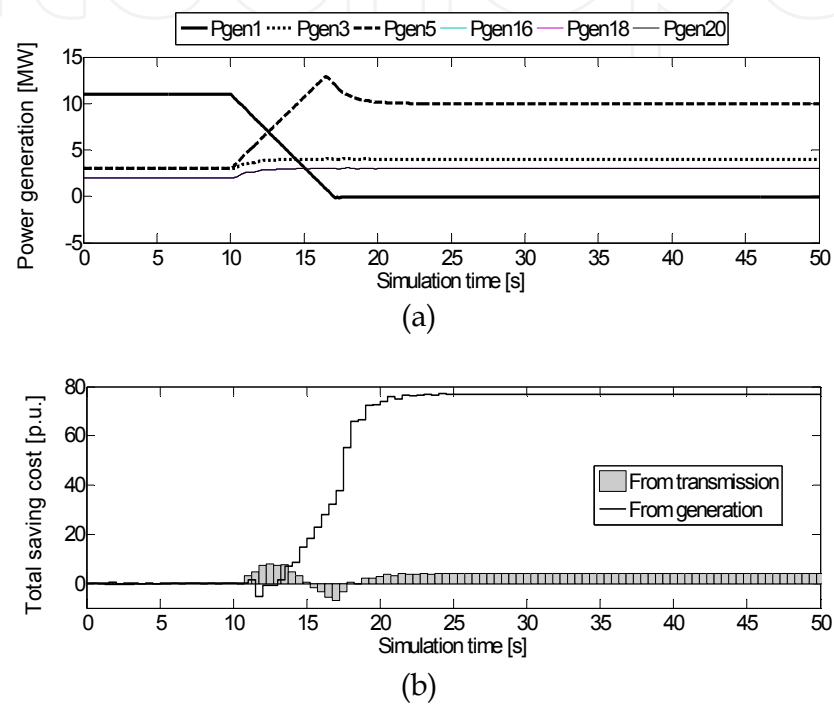 Pgen1 Pgen3 Pgen5 Pgen16 Pgen18 Pgen20
15
10
5
0
-5
Power generation [MW]
0 5 10 15 20 25 30 35 40 45 50
Simulation time [s]
(a)
80
60
40
20
0
Total saving cost [p.u.]
From transmission
From generation
0 5 10 15 20 25 30 35 40 45 50
Simulation time [s]
(b)